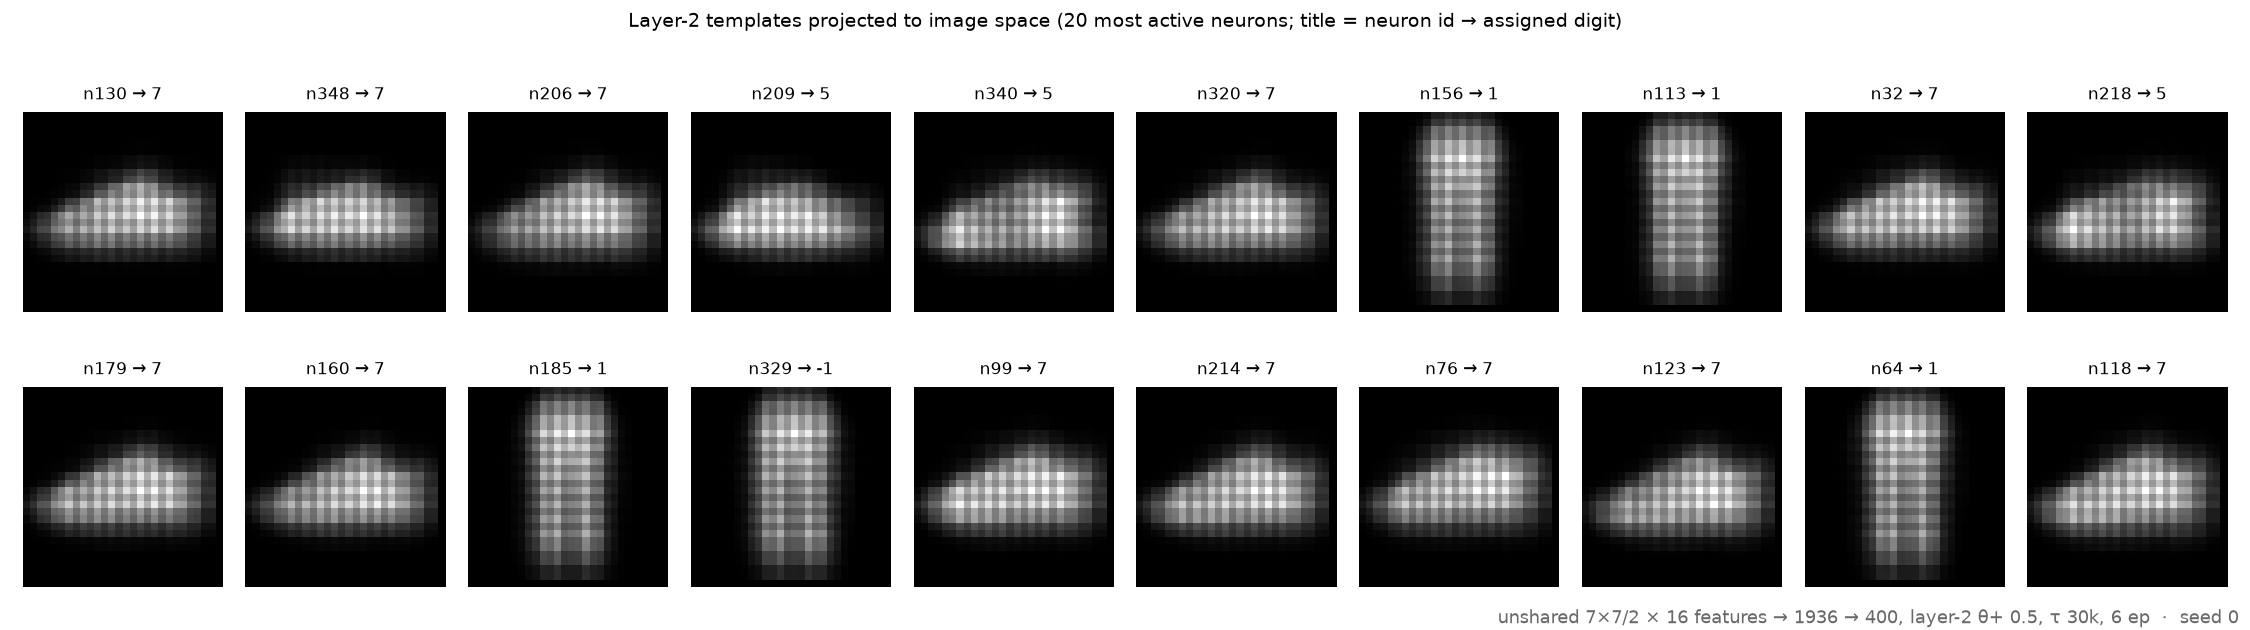 Layer-2 templates projected to image space (20 most active neurons; title = neuron id → assigned digit)
n130 → 7 n348 → 7 n206 → 7 n209 → 5 n340 → 5 n320 → 7 n156 → 1 n113 → 1 n32 → 7 n218 → 5
n179 → 7 n160 → 7 n185 → 1 n329 → -1 n99 → 7 n214 → 7 n76 → 7 n123 → 7 n64 → 1 n118 → 7
unshared 7×7/2 × 16 features → 1936 → 400, layer-2 θ+ 0.5, τ 30k, 6 ep · seed 0